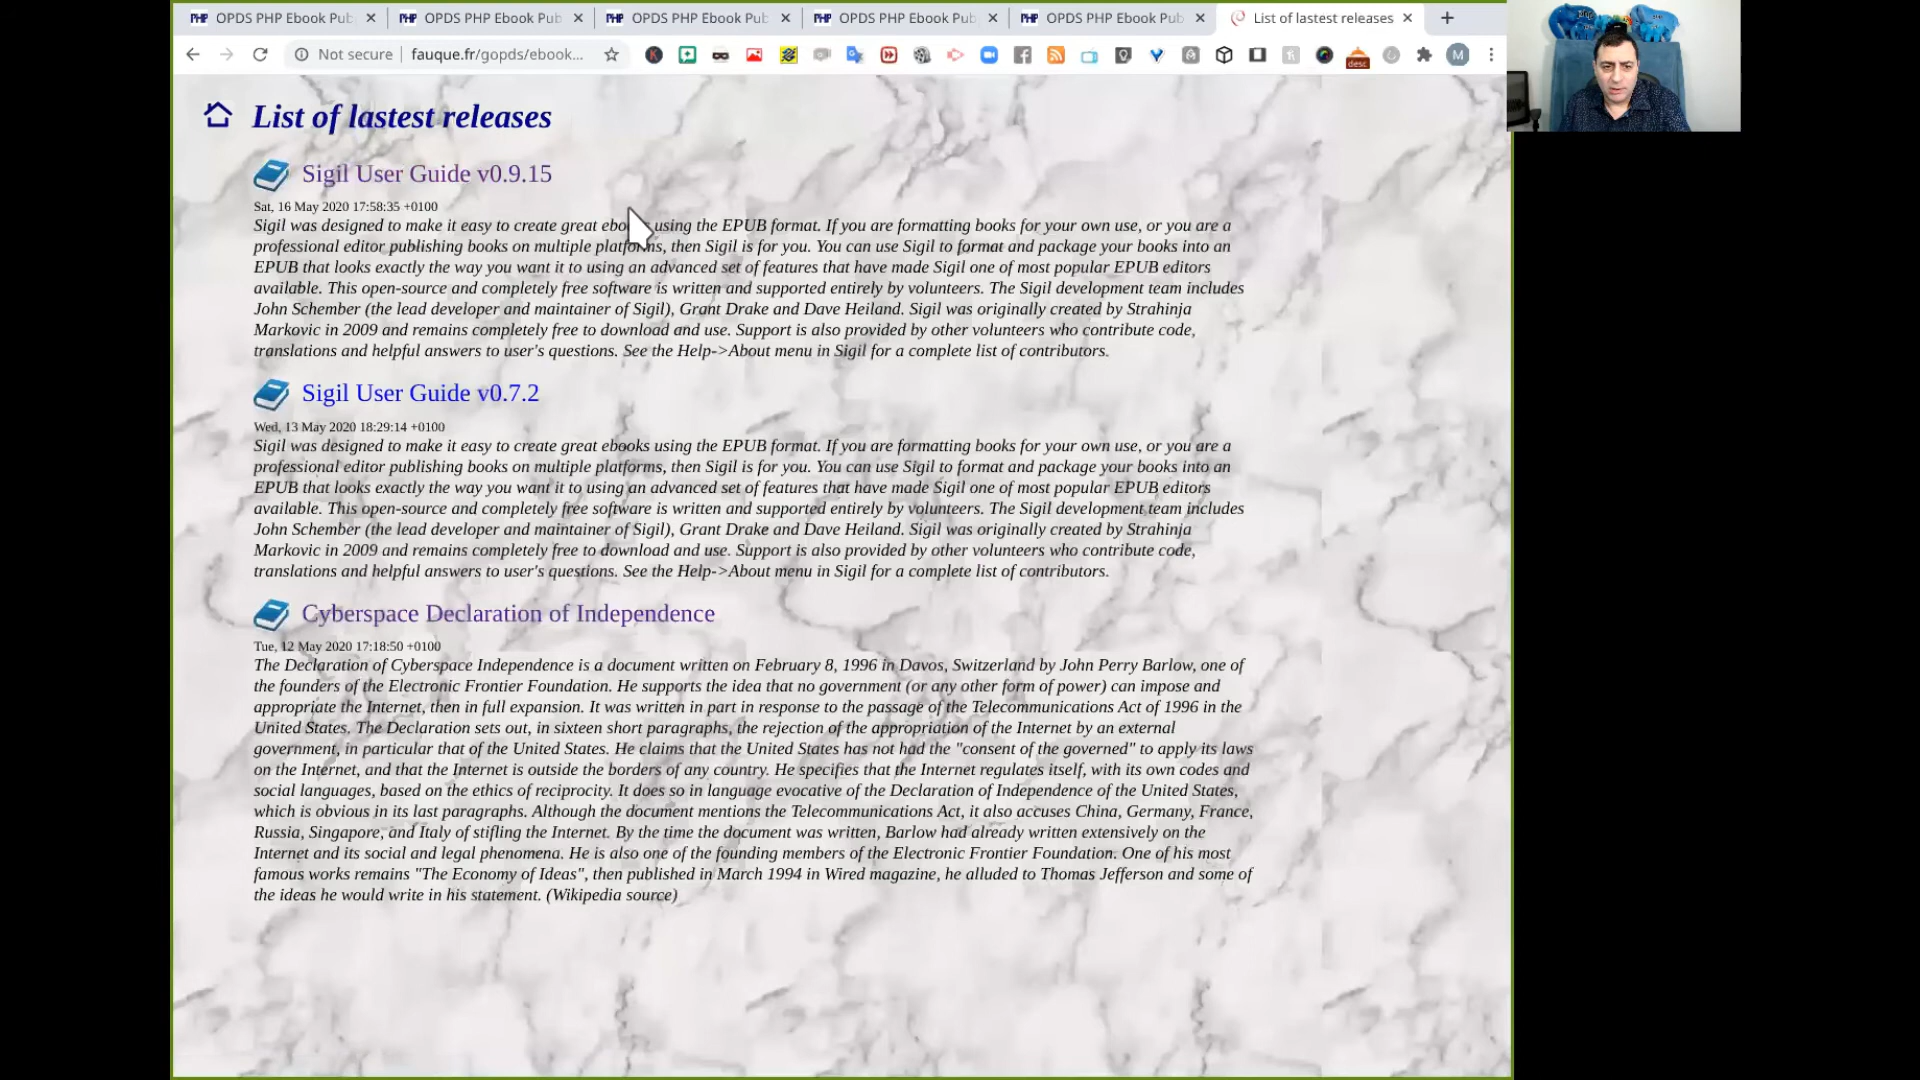 OPDS PHP Ebook Pub
OPDS PHP Ebook Pub
OPDS PHP Ebook Pub
OPDS PHP Ebook Pub
OPDS PHP Ebook Pub
List of lastest releases
Not secure
fauque.fr/gopds/ebook...
desc
M
List of lastest releases
Sigil User Guide v0.9.15
Sat, 16 May 2020 17:58:35 +0100
Sigil was designed to make it easy to create great ebooks using the EPUB format. If you are formatting books for your own use, or you are a
professional editor publishing books on multiple platforms, then Sigil is for you. You can use Sigil to format and package your books into an
EPUB that looks exactly the way you want it to using an advanced set of features that have made Sigil one of most popular EPUB editors
available. This open-source and completely free software is written and supported entirely by volunteers. The Sigil development team includes
John Schember (the lead developer and maintainer of Sigil), Grant Drake and Dave Heiland. Sigil was originally created by Strahinja
Markovic in 2009 and remains completely free to download and use. Support is also provided by other volunteers who contribute code,
translations and helpful answers to user's questions. See the Help->About menu in Sigil for a complete list of contributors.
Sigil User Guide v0.7.2
Wed, 13 May 2020 18:29:14 +0100
Sigil was designed to make it easy to create great ebooks using the EPUB format. If you are formatting books for your own use, or you are a
professional editor publishing books on multiple platforms, then Sigil is for you. You can use Sigil to format and package your books into an
EPUB that looks exactly the way you want it to using an advanced set of features that have made Sigil one of most popular EPUB editors
available. This open-source and completely free software is written and supported entirely by volunteers. The Sigil development team includes
John Schember (the lead developer and maintainer of Sigil), Grant Drake and Dave Heiland. Sigil was originally created by Strahinja
Markovic in 2009 and remains completely free to download and use. Support is also provided by other volunteers who contribute code,
translations and helpful answers to user's questions. See the Help->About menu in Sigil for a complete list of contributors.
Cyberspace Declaration of Independence
Tue, 12 May 2020 17:18:50 +0100
The Declaration of Cyberspace Independence is a document written on February 8, 1996 in Davos, Switzerland by John Perry Barlow, one of
the founders of the Electronic Frontier Foundation. He supports the idea that no government (or any other form of power) can impose and
appropriate the Internet, then in full expansion. It was written in part in response to the passage of the Telecommunications Act of 1996 in the
United States. The Declaration sets out, in sixteen short paragraphs, the rejection of the appropriation of the Internet by an external
government, in particular that of the United States. He claims that the United States has not had the "consent of the governed" to apply its laws
on the Internet, and that the Internet is outside the borders of any country. He specifies that the Internet regulates itself, with its own codes and
social languages, based on the ethics of reciprocity. It does so in language evocative of the Declaration of Independence of the United States,
which is obvious in its last paragraphs. Although the document mentions the Telecommunications Act, it also accuses China, Germany, France,
Russia, Singapore, and Italy of stifling the Internet. By the time the document was written, Barlow had already written extensively on the
Internet and its social and legal phenomena. He is also one of the founding members of the Electronic Frontier Foundation. One of his most
famous works remains "The Economy of Ideas", then published in March 1994 in Wired magazine, he alluded to Thomas Jefferson and some of
the ideas he would write in his statement. (Wikipedia source)